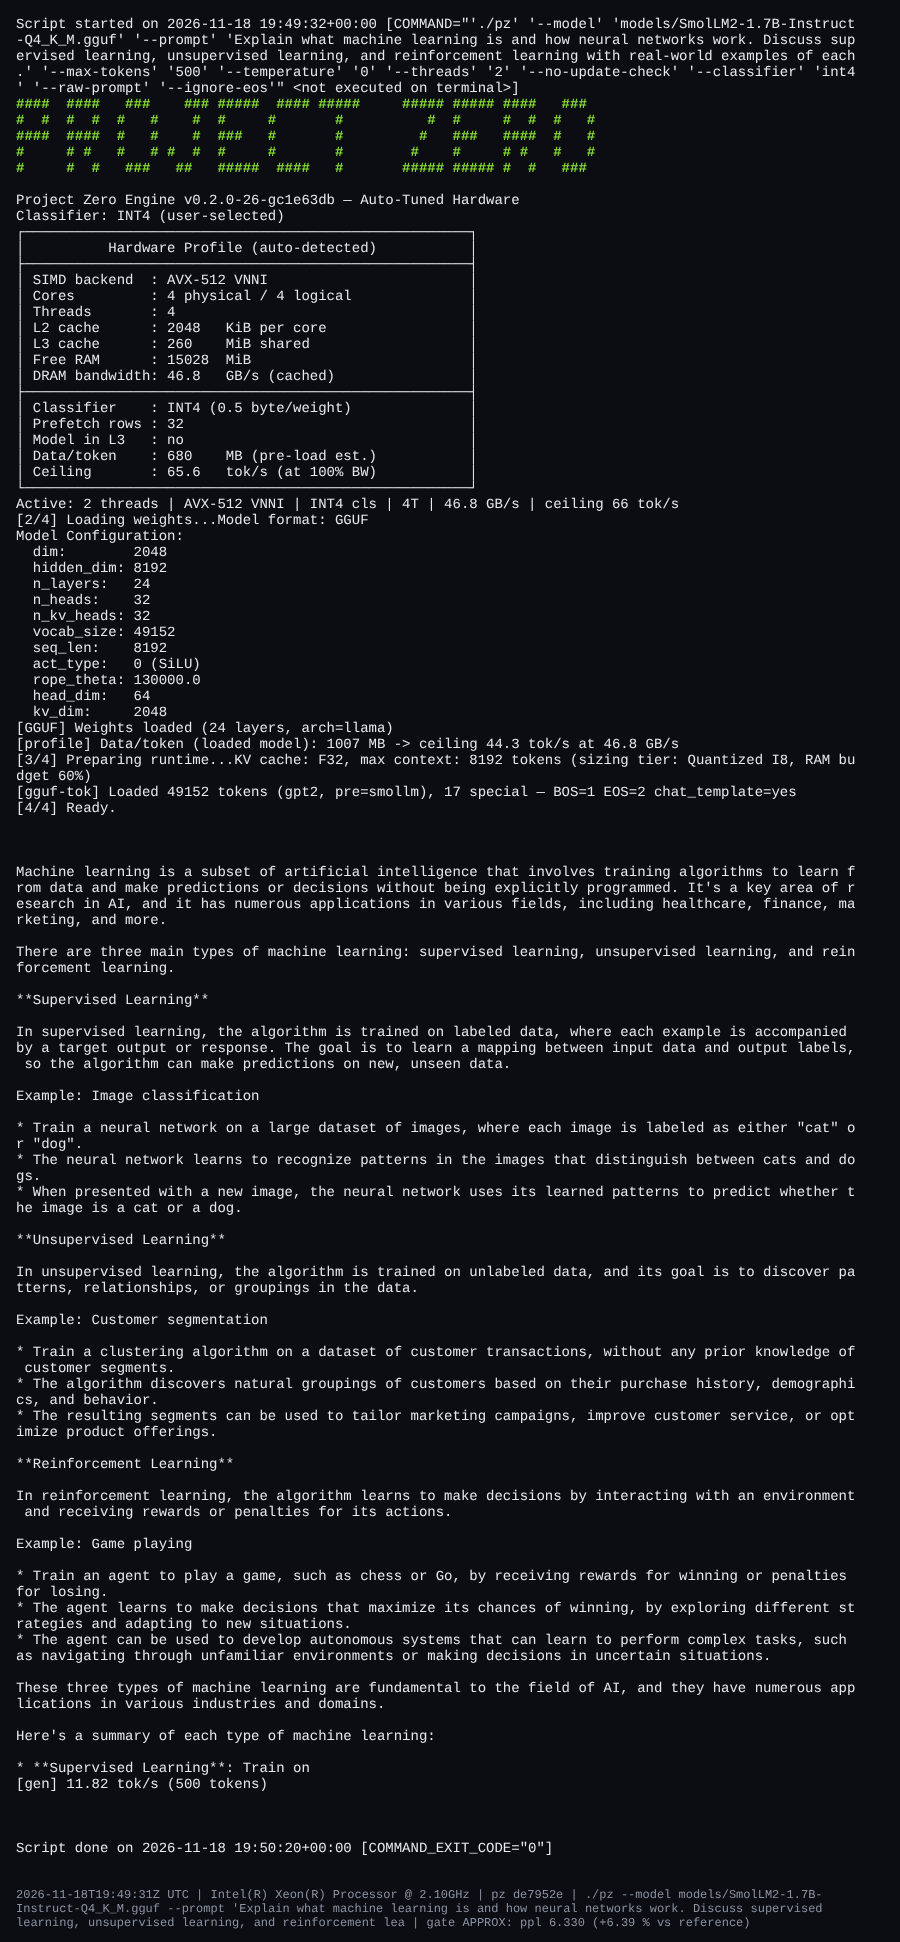 Script started on 2026-11-18 19:49:32+00:00 [COMMAND="'./pz' '--model' 'models/SmolLM2-1.7B-Instruct
-Q4_K_M.gguf' '--prompt' 'Explain what machine learning is and how neural networks work. Discuss sup
ervised learning, unsupervised learning, and reinforcement learning with real-world examples of each
.' '--max-tokens' '500' '--temperature' '0' '--threads' '2' '--no-update-check' '--classifier' 'int4
' '--raw-prompt' '--ignore-eos'" <not executed on terminal>]
PROJECT ZERO
Project Zero Engine v0.2.0-26-gc1e63db — Auto-Tuned Hardware
Classifier: INT4 (user-selected)
Hardware Profile (auto-detected)
SIMD backend : AVX-512 VNNI
Cores : 4 physical / 4 logical
Threads : 4
L2 cache : 2048 KiB per core
L3 cache : 260 MiB shared
Free RAM : 15028 MiB
DRAM bandwidth: 46.8 GB/s (cached)
Classifier : INT4 (0.5 byte/weight)
Prefetch rows : 32
Model in L3 : no
Data/token : 680 MB (pre-load est.)
Ceiling : 65.6 tok/s (at 100% BW)
Active: 2 threads | AVX-512 VNNI | INT4 cls | 4T | 46.8 GB/s | ceiling 66 tok/s
[2/4] Loading weights...Model format: GGUF
Model Configuration:
dim: 2048
hidden_dim: 8192
n_layers: 24
n_heads: 32
n_kv_heads: 32
vocab_size: 49152
seq_len: 8192
act_type: 0 (SiLU)
rope_theta: 130000.0
head_dim: 64
kv_dim: 2048
[GGUF] Weights loaded (24 layers, arch=llama)
[profile] Data/token (loaded model): 1007 MB -> ceiling 44.3 tok/s at 46.8 GB/s
[3/4] Preparing runtime...KV cache: F32, max context: 8192 tokens (sizing tier: Quantized I8, RAM bu
dget 60%)
[gguf-tok] Loaded 49152 tokens (gpt2, pre=smollm), 17 special — BOS=1 EOS=2 chat_template=yes
[4/4] Ready.
Machine learning is a subset of artificial intelligence that involves training algorithms to learn f
rom data and make predictions or decisions without being explicitly programmed. It's a key area of r
esearch in AI, and it has numerous applications in various fields, including healthcare, finance, ma
rketing, and more.
There are three main types of machine learning: supervised learning, unsupervised learning, and rein
forcement learning.
**Supervised Learning**
In supervised learning, the algorithm is trained on labeled data, where each example is accompanied
by a target output or response. The goal is to learn a mapping between input data and output labels,
so the algorithm can make predictions on new, unseen data.
Example: Image classification
* Train a neural network on a large dataset of images, where each image is labeled as either "cat" o
r "dog".
* The neural network learns to recognize patterns in the images that distinguish between cats and do
gs.
* When presented with a new image, the neural network uses its learned patterns to predict whether t
he image is a cat or a dog.
**Unsupervised Learning**
In unsupervised learning, the algorithm is trained on unlabeled data, and its goal is to discover pa
tterns, relationships, or groupings in the data.
Example: Customer segmentation
* Train a clustering algorithm on a dataset of customer transactions, without any prior knowledge of
customer segments.
* The algorithm discovers natural groupings of customers based on their purchase history, demographi
cs, and behavior.
* The resulting segments can be used to tailor marketing campaigns, improve customer service, or opt
imize product offerings.
**Reinforcement Learning**
In reinforcement learning, the algorithm learns to make decisions by interacting with an environment
and receiving rewards or penalties for its actions.
Example: Game playing
* Train an agent to play a game, such as chess or Go, by receiving rewards for winning or penalties
for losing.
* The agent learns to make decisions that maximize its chances of winning, by exploring different st
rategies and adapting to new situations.
* The agent can be used to develop autonomous systems that can learn to perform complex tasks, such
as navigating through unfamiliar environments or making decisions in uncertain situations.
These three types of machine learning are fundamental to the field of AI, and they have numerous app
lications in various industries and domains.
Here's a summary of each type of machine learning:
* **Supervised Learning**: Train on
[gen] 11.82 tok/s (500 tokens)
Script done on 2026-11-18 19:50:20+00:00 [COMMAND_EXIT_CODE="0"]
2026-11-18T19:49:31Z UTC | Intel(R) Xeon(R) Processor @ 2.10GHz | pz de7952e | ./pz --model models/SmolLM2-1.7B-
Instruct-Q4_K_M.gguf --prompt 'Explain what machine learning is and how neural networks work. Discuss supervised
learning, unsupervised learning, and reinforcement lea | gate APPROX: ppl 6.330 (+6.39 % vs reference)